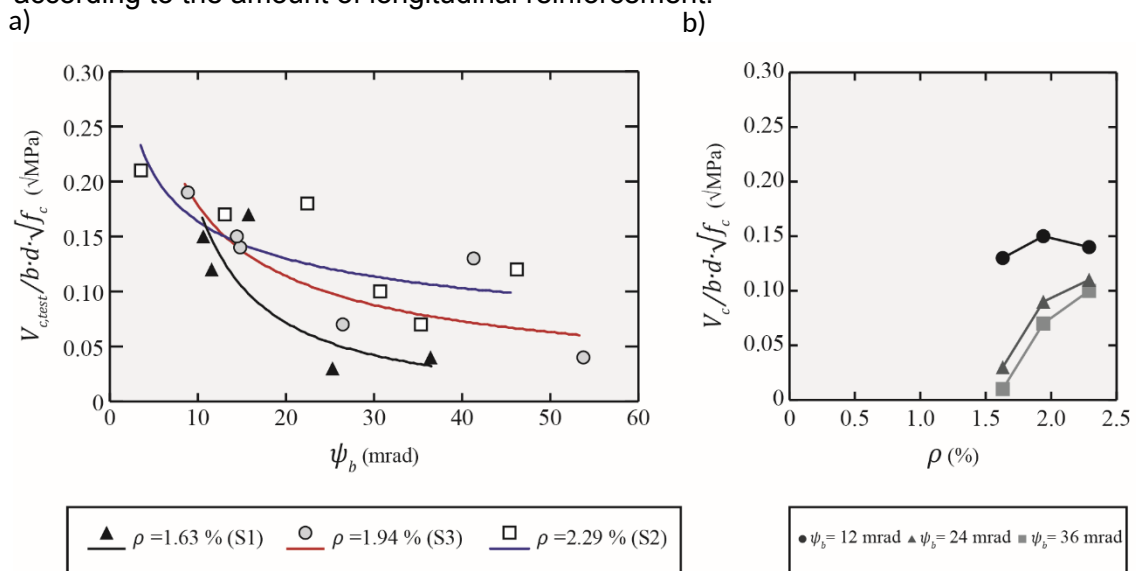 according to the amount of longitudinal reinforcement.
a)
b)
0.30
0.25
0.20
0.15
0.10
0.05
0
0 10 20 30 40 50 60
V_c,test/b·d·√f_c (√MPa)
ψ_b (mrad)
ρ =1.63 % (S1) ρ =1.94 % (S3) ρ =2.29 % (S2)
0.30
0.25
0.20
0.15
0.10
0.05
0
0 0.5 1.0 1.5 2.0 2.5
V_c/b·d·√f_c (√MPa)
ρ (%)
ψ_b= 12 mrad ψ_b= 24 mrad ψ_b= 36 mrad